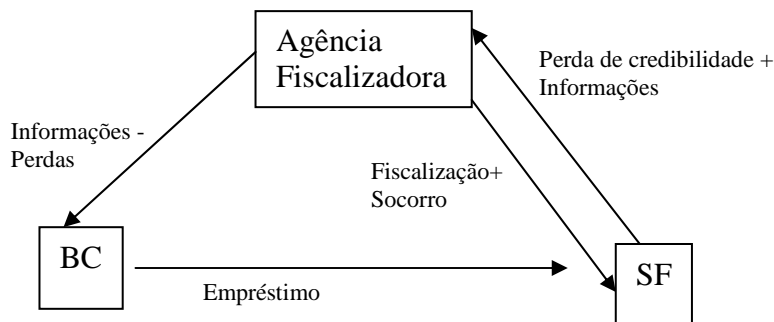 Agência
Fiscalizadora
Perda de credibilidade +
Informações
Informações -
Perdas
Fiscalização+
Socorro
BC
SF
Empréstimo